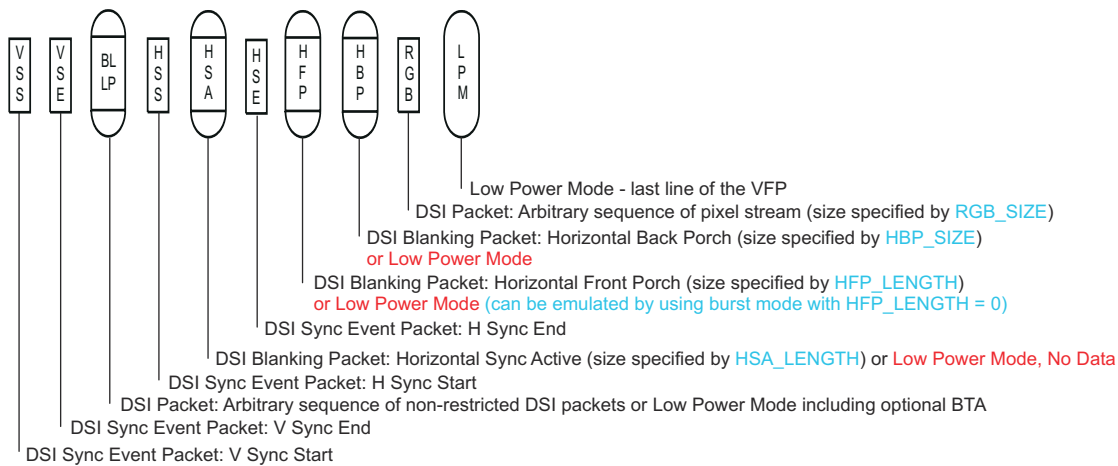 VSS
VSE
BL
LP
HSS
HSA
HSE
HFP
HBP
RGB
LPM
Low Power Mode - last line of the VFP
DSI Packet: Arbitrary sequence of pixel stream (size specified by RGB_SIZE)
DSI Blanking Packet: Horizontal Back Porch (size specified by HBP_SIZE)
or Low Power Mode
DSI Blanking Packet: Horizontal Front Porch (size specified by HFP_LENGTH)
or Low Power Mode (can be emulated by using burst mode with HFP_LENGTH = 0)
DSI Sync Event Packet: H Sync End
DSI Blanking Packet: Horizontal Sync Active (size specified by HSA_LENGTH) or Low Power Mode, No Data
DSI Sync Event Packet: H Sync Start
DSI Packet: Arbitrary sequence of non-restricted DSI packets or Low Power Mode including optional BTA
DSI Sync Event Packet: V Sync End
DSI Sync Event Packet: V Sync Start